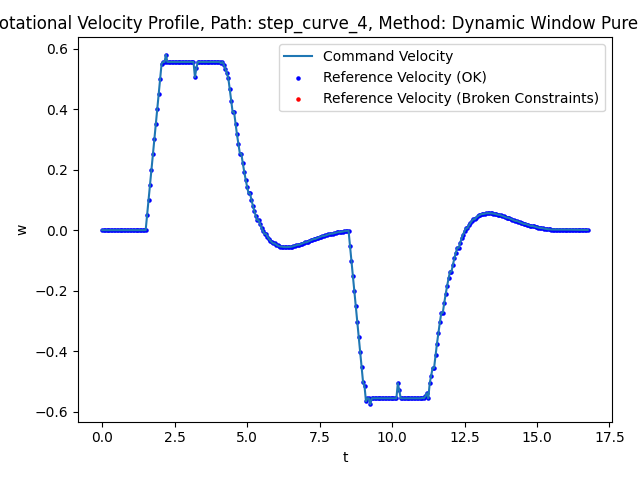 otational Velocity Profile, Path: step_curve_4, Method: Dynamic Window Pure
Command Velocity
Reference Velocity (OK)
Reference Velocity (Broken Constraints)
0.6
0.4
0.2
0.0
−0.2
−0.4
−0.6
w
0.0 2.5 5.0 7.5 10.0 12.5 15.0 17.5
t